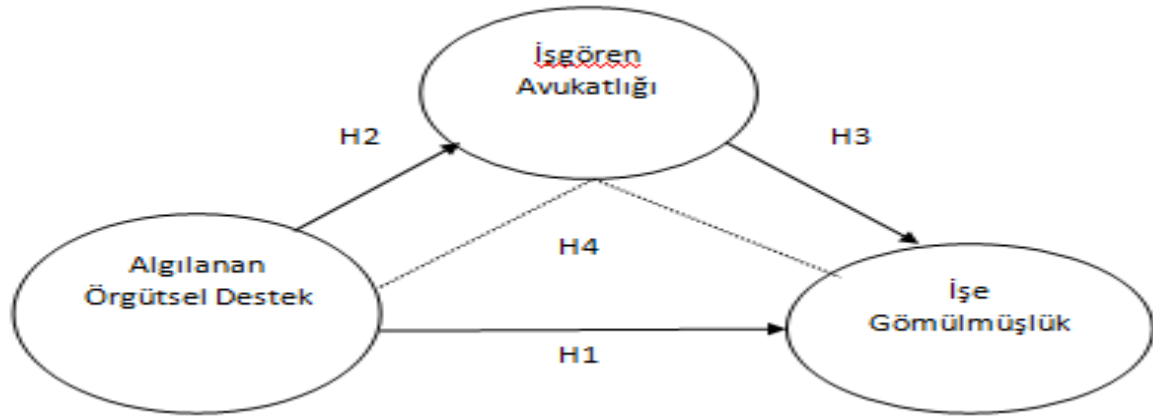 İşgören
Avukatlığı
H2
H3
Algılanan
Örgütsel Destek
H4
İşe
Gömülmüşlük
H1